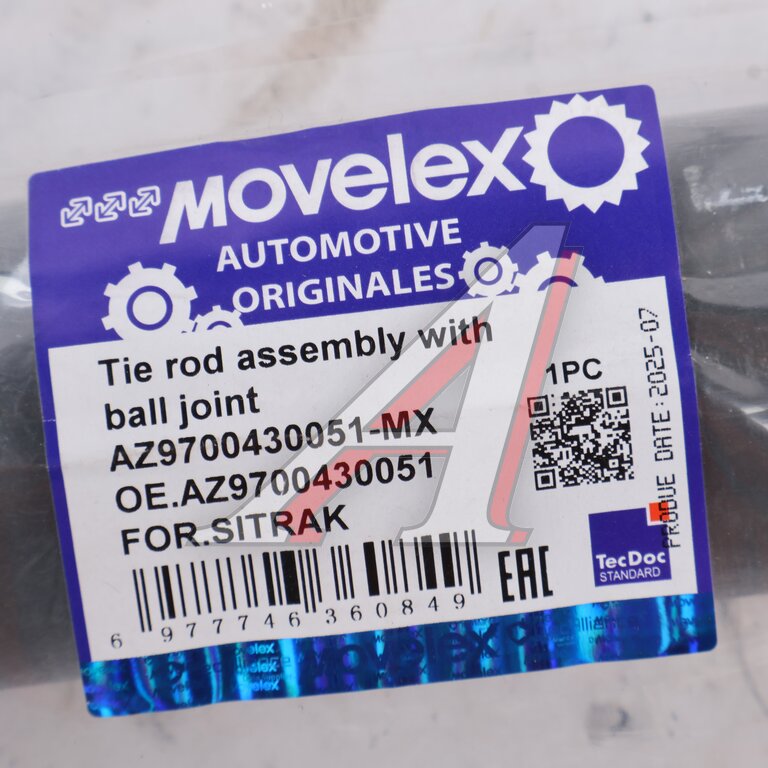 MOVelex
AUTOMOTIVE
ORIGINALES
Tie rod assembly with
ball joint
AZ9700430051-MX
OE.AZ9700430051
FOR.SITRAK
1PC
PRODUE DATE:2025-07
TecDoc
STANDARD
EAC
6 977746 360849
Movelex